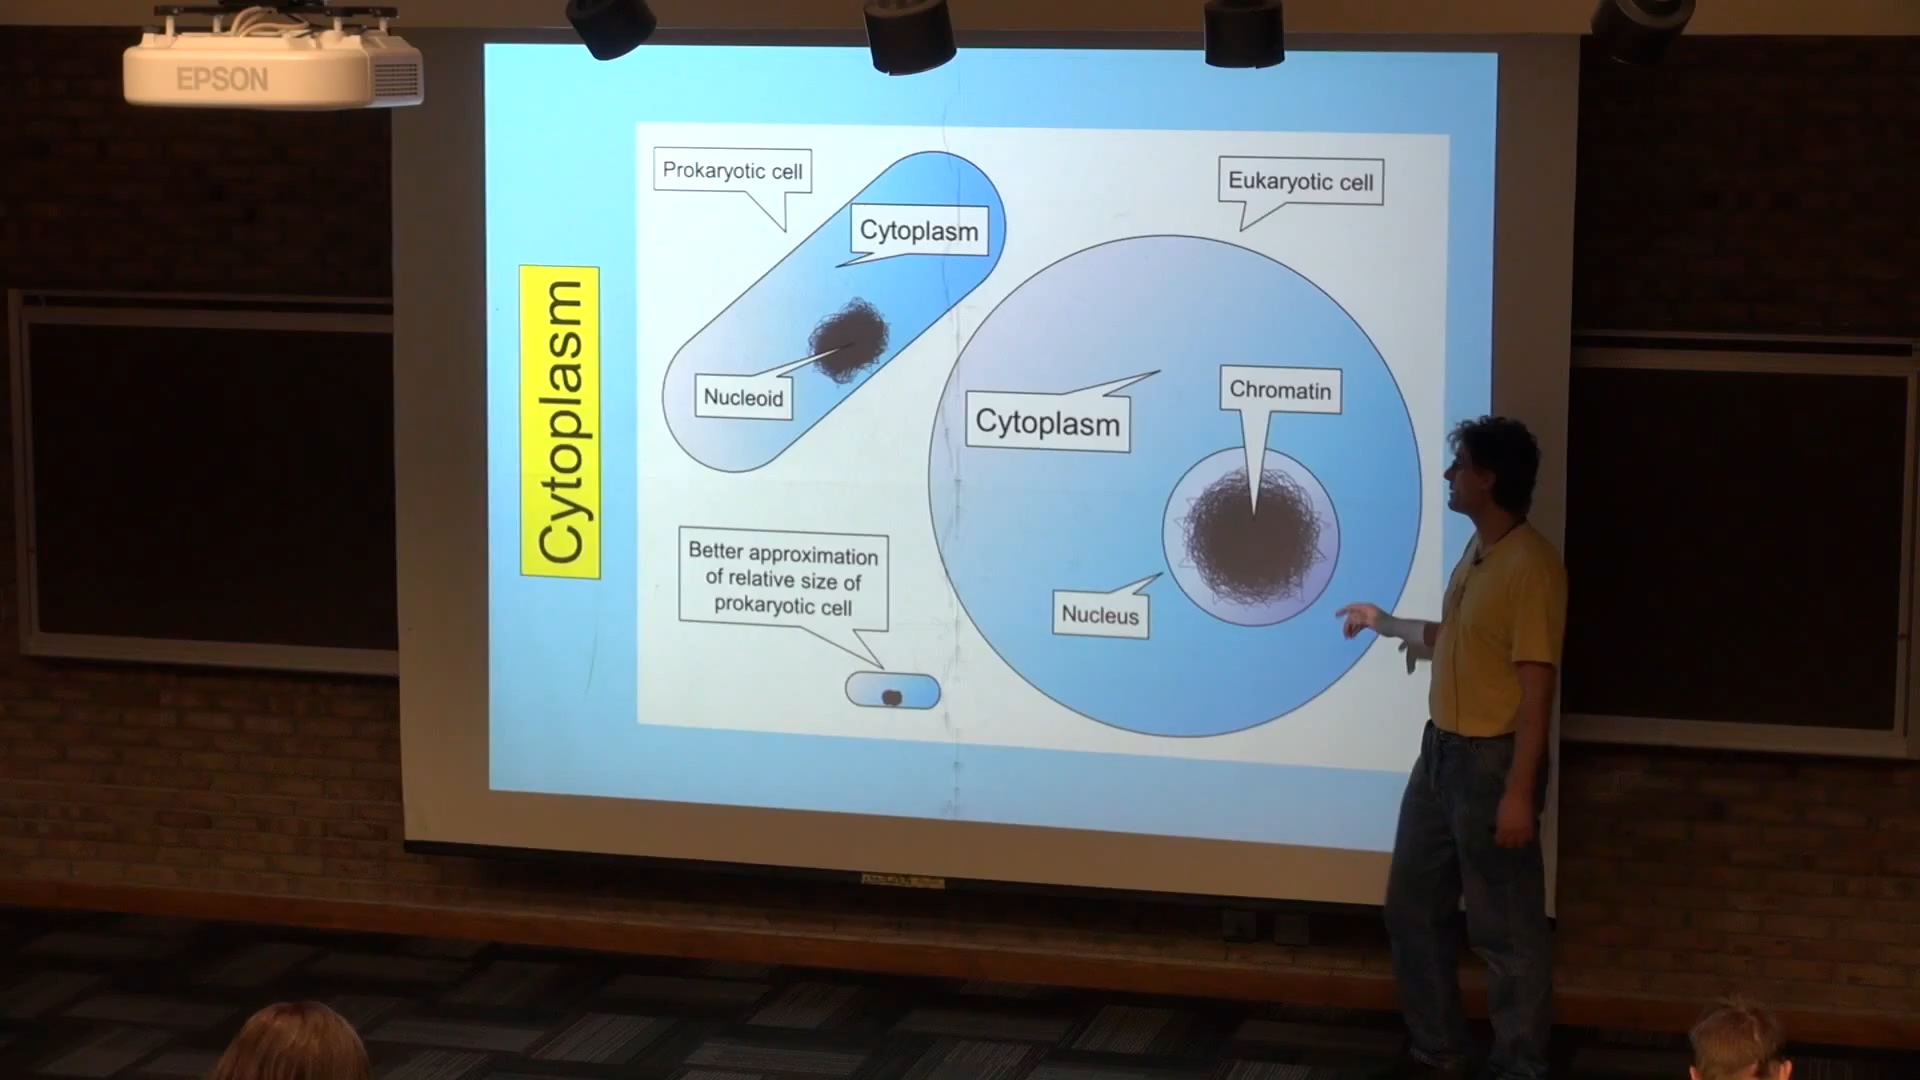 EPSON
Cytoplasm
Prokaryotic cell
Cytoplasm
Nucleoid
Eukaryotic cell
Cytoplasm
Chromatin
Nucleus
Better approximation
of relative size of
prokaryotic cell